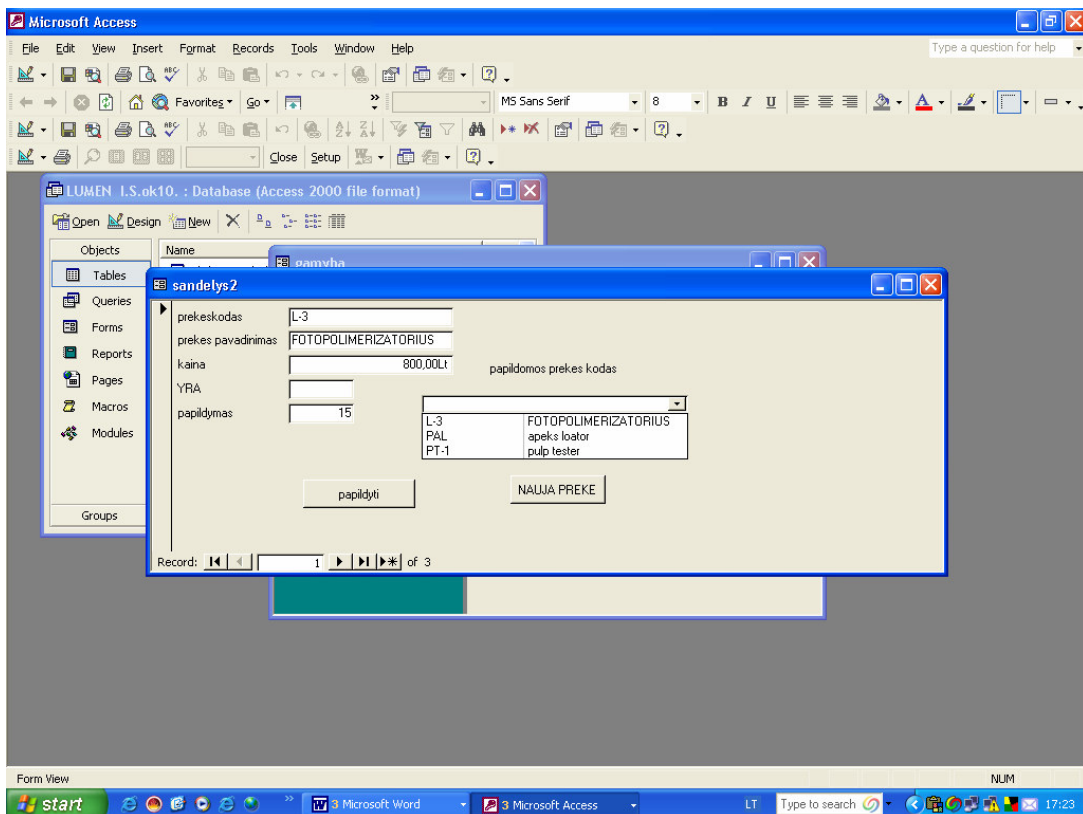 Microsoft Access
File Edit View Insert Format Records Tools Window Help
Type a question for help
Favorites Go MS Sans Serif 8 B I U
Close Setup
LUMEN I.S.ok10. : Database (Access 2000 file format)
Open Design New
Objects Name
gamyba
Tables
sandelys2
Queries
Forms
Reports
Pages
Macros
Modules
Groups
prekeskodas L-3
prekes pavadinimas FOTOPOLIMERIZATORIUS
kaina 800,00Lt
papildomos prekes kodas
YRA
papildymas 15
L-3 FOTOPOLIMERIZATORIUS
PAL apeks loator
PT-1 pulp tester
papildyti NAUJA PREKE
Record: 1 of 3
Form View NUM
start 3 Microsoft Word 3 Microsoft Access LT Type to search 17:23